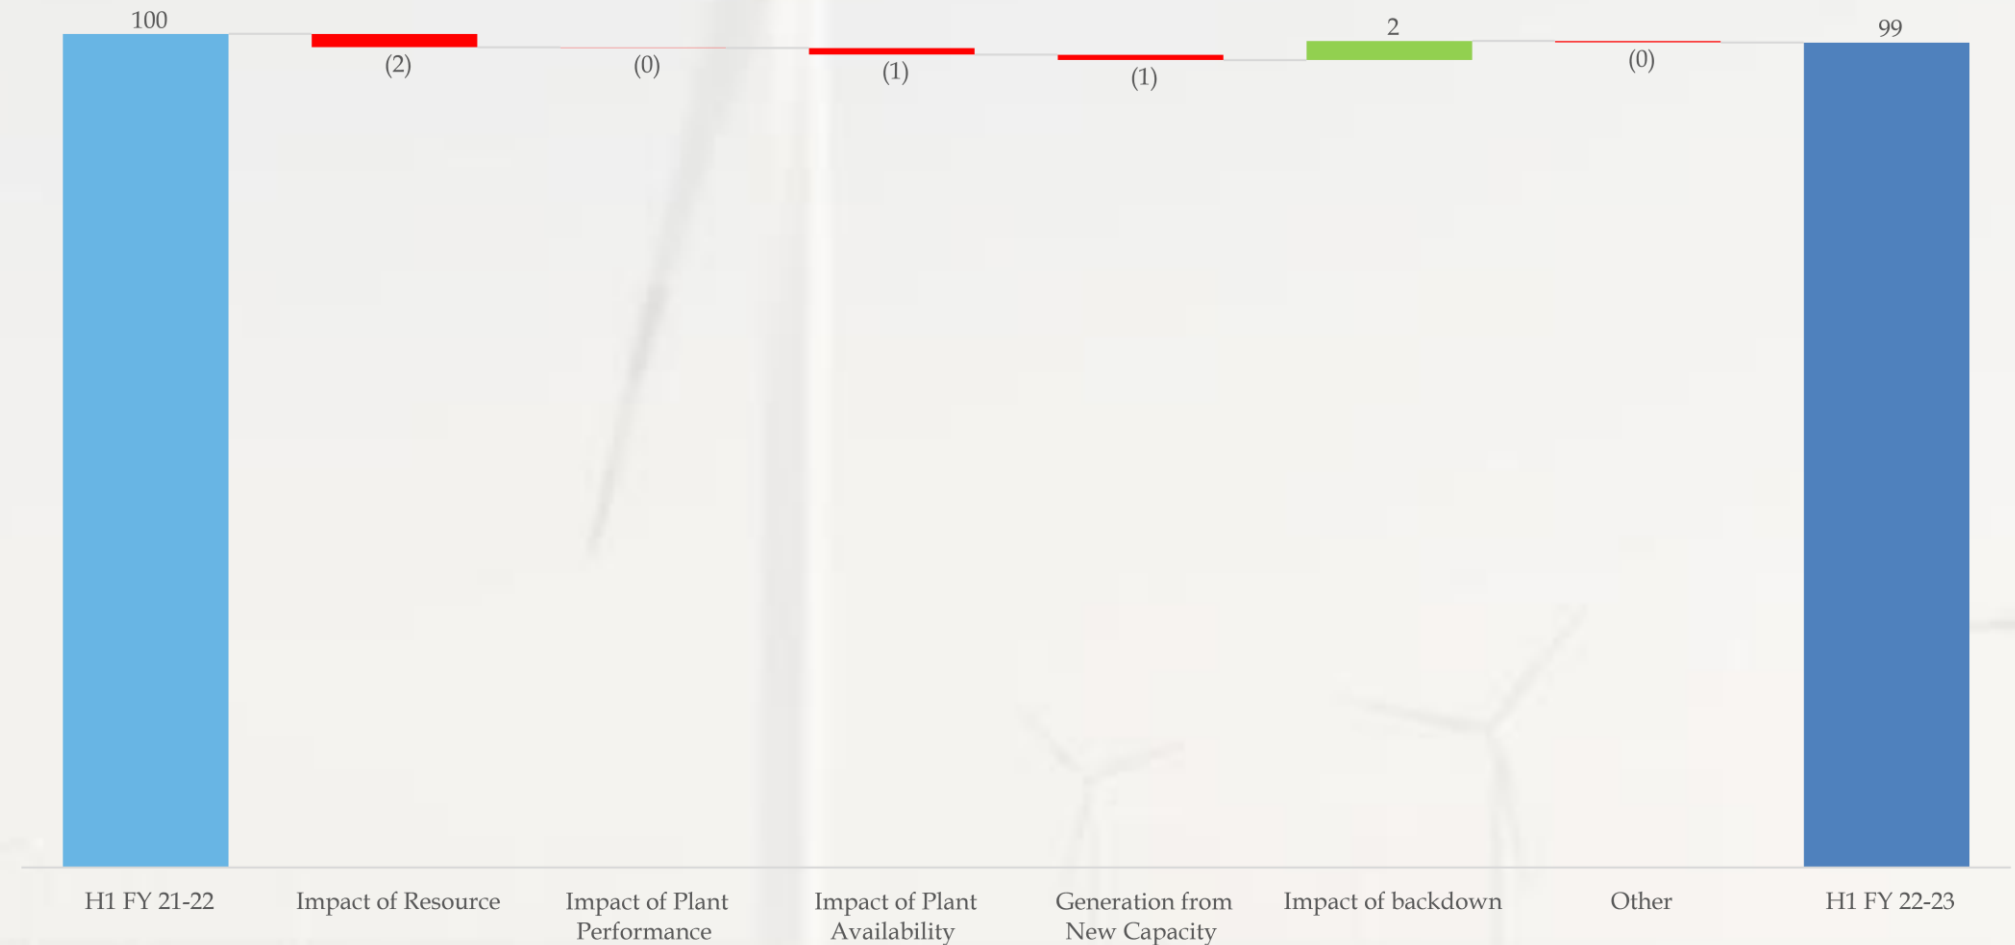 100
(2)
(0)
(1)
(1)
2
(0)
99
H1 FY 21-22
Impact of Resource
Impact of Plant
Performance
Impact of Plant
Availability
Generation from
New Capacity
Impact of backdown
Other
H1 FY 22-23